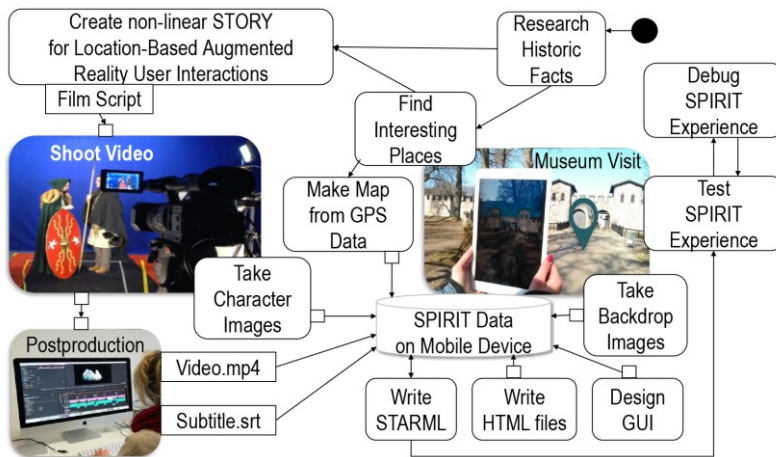 Create non-linear STORY
for Location-Based Augmented
Reality User Interactions
Research
Historic
Facts
Film Script
Find
Interesting
Places
Debug
SPIRIT
Experience
Shoot Video
Museum Visit
Make Map
from GPS
Data
Test
SPIRIT
Experience
Take
Character
Images
SPIRIT Data
on Mobile Device
Take
Backdrop
Images
Postproduction
Video.mp4
Subtitle.srt
Write
STARML
Write
HTML files
Design
GUI